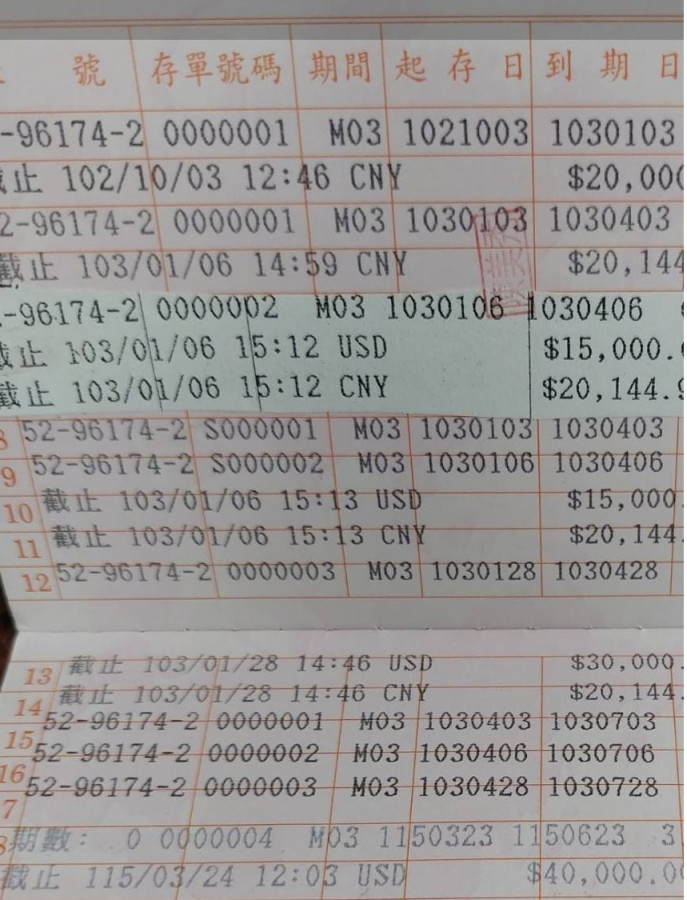 號 存單號碼 期間 起存日 到期日
-96174-2 0000001 M03 1021003 1030103
截止 102/10/03 12:46 CNY $20,000
2-96174-2 0000001 M03 1030103 1030403
截止 103/01/06 14:59 CNY $20,144
-96174-2 0000002 M03 1030106 1030406
截止 103/01/06 15:12 USD $15,000.
截止 103/01/06 15:12 CNY $20,144.9
8 52-96174-2 S000001 M03 1030103 1030403
9 52-96174-2 S000002 M03 1030106 1030406
10 截止 103/01/06 15:13 USD $15,000
11 截止 103/01/06 15:13 CNY $20,144.
12 52-96174-2 0000003 M03 1030128 1030428
13 截止 103/01/28 14:46 USD $30,000.
14 截止 103/01/28 14:46 CNY $20,144.
15 52-96174-2 0000001 M03 1030403 1030703
16 52-96174-2 0000002 M03 1030406 1030706
7 52-96174-2 0000003 M03 1030428 1030728
8 期數: 0 0000004 M03 1150323 1150623 3
截止 115/03/24 12:03 USD $40,000.00